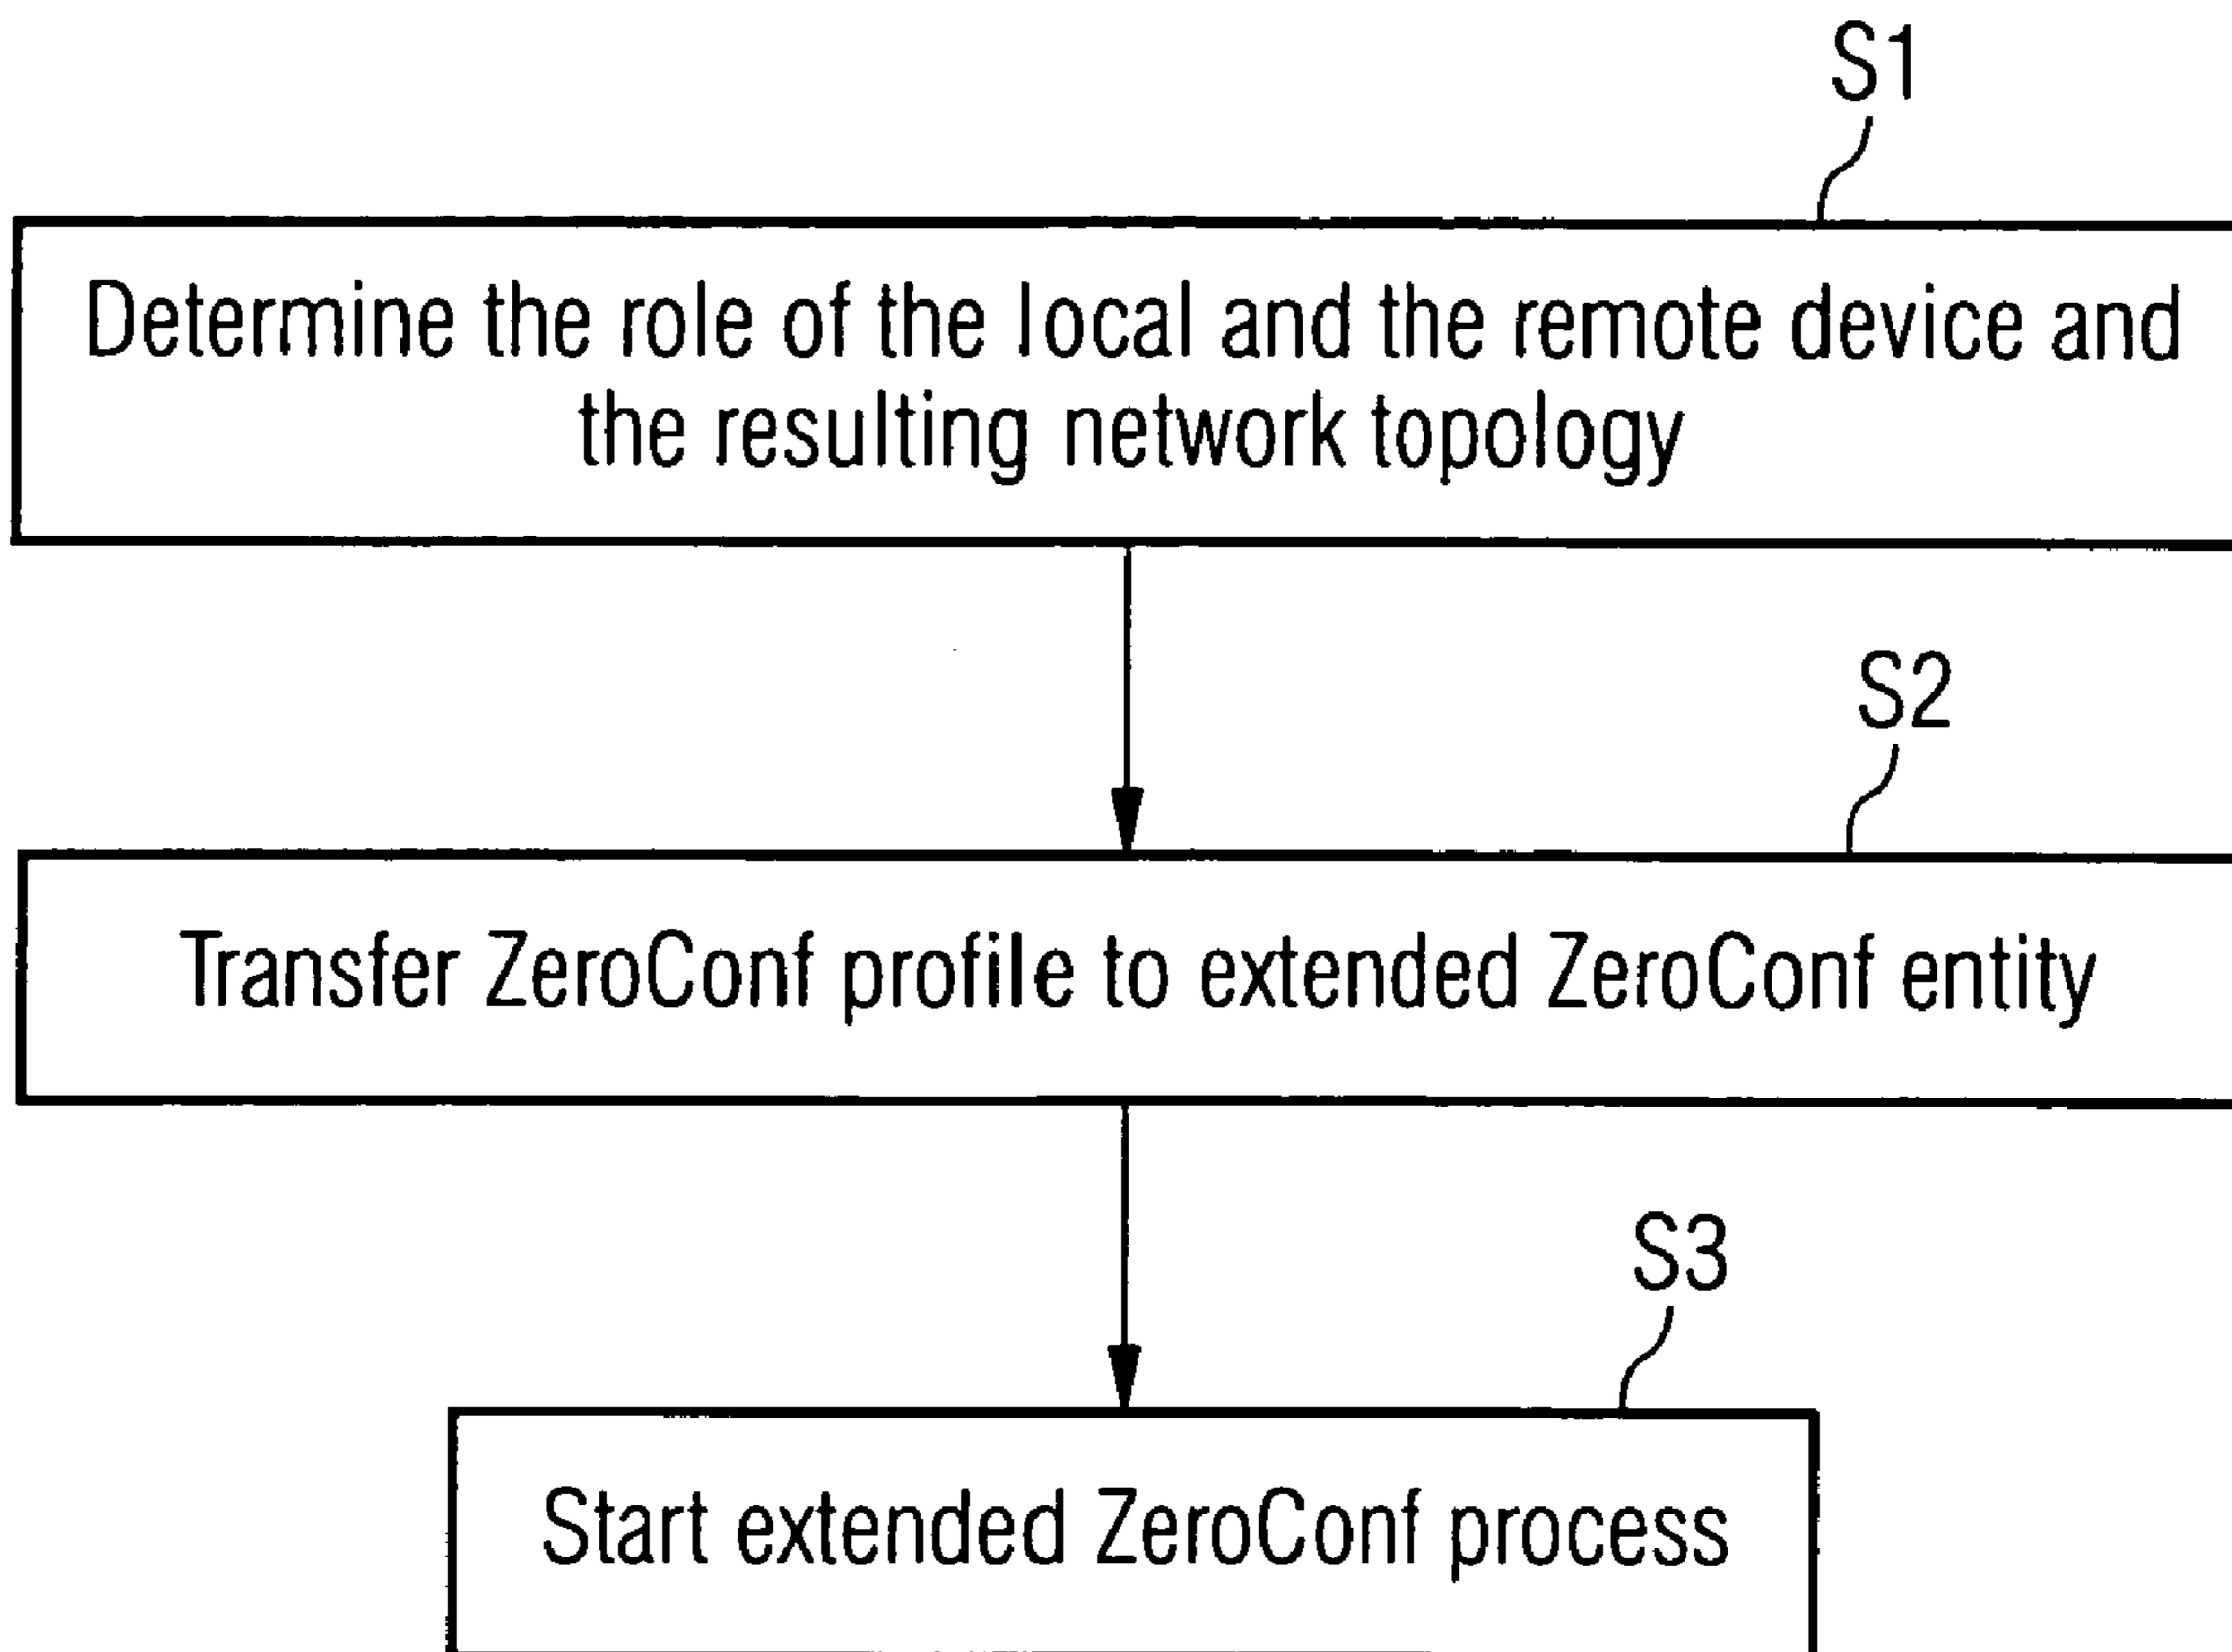 S1
Determine the role of the local and the remote device and
the resulting network topology
S2
Transfer ZeroConf profile to extended ZeroConf entity
S3
Start extended ZeroConf process